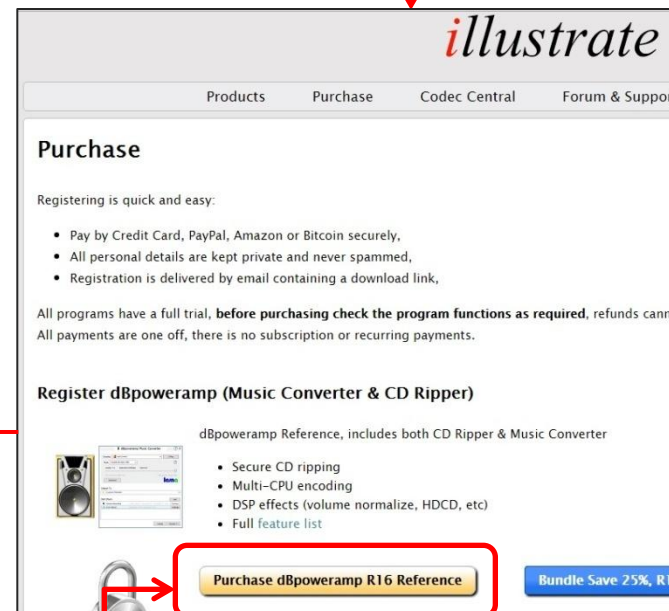 illustrate
Products Purchase Codec Central Forum & Suppor
Purchase
Registering is quick and easy:
• Pay by Credit Card, PayPal, Amazon or Bitcoin securely,
• All personal details are kept private and never spammed,
• Registration is delivered by email containing a download link,
All programs have a full trial, before purchasing check the program functions as required, refunds cann
All payments are one off, there is no subscription or recurring payments.
Register dBpoweramp (Music Converter & CD Ripper)
dBpoweramp Reference, includes both CD Ripper & Music Converter
• Secure CD ripping
• Multi-CPU encoding
• DSP effects (volume normalize, HDCD, etc)
• Full feature list
Purchase dBpoweramp R16 Reference
Bundle Save 25%, R1